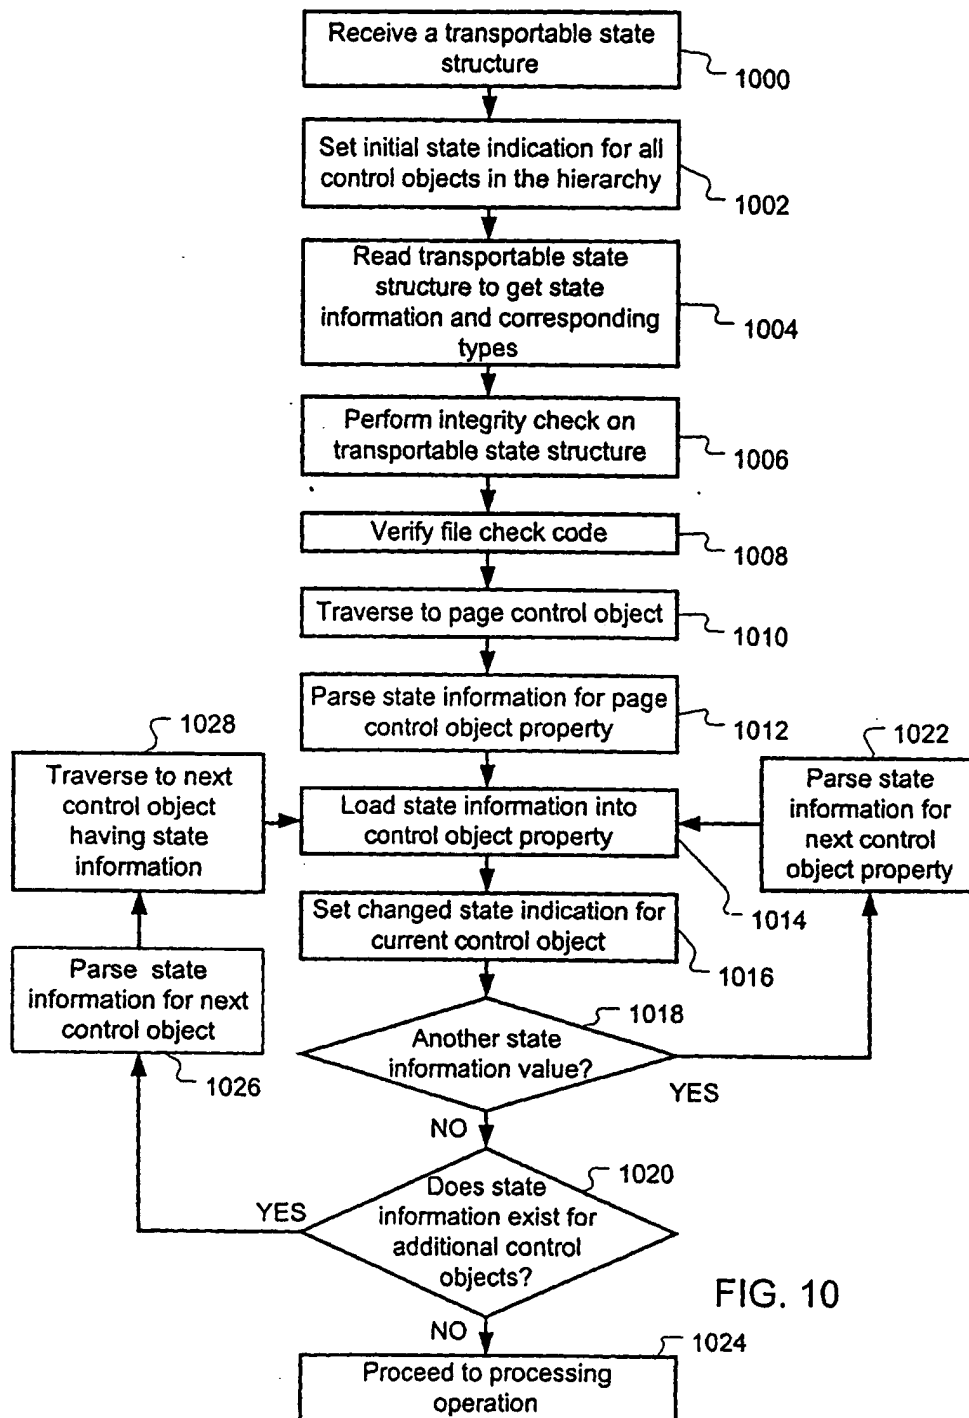 Receive a transportable state
structure
1000
Set initial state indication for all
control objects in the hierarchy
1002
Read transportable state
structure to get state
information and corresponding
types
1004
Perform integrity check on
transportable state structure
1006
Verify file check code
1008
Traverse to page control object
1010
Parse state information for page
control object property
1012
1028
Traverse to next
control object
having state
information
Load state information into
control object property
1014
1022
Parse state
information for
next control
object property
Set changed state indication for
current control object
1016
Parse state
information for next
control object
1026
1018
Another state
information value?
YES
NO
1020
Does state
information exist for
additional control
objects?
YES
FIG. 10
NO
1024
Proceed to processing
operation